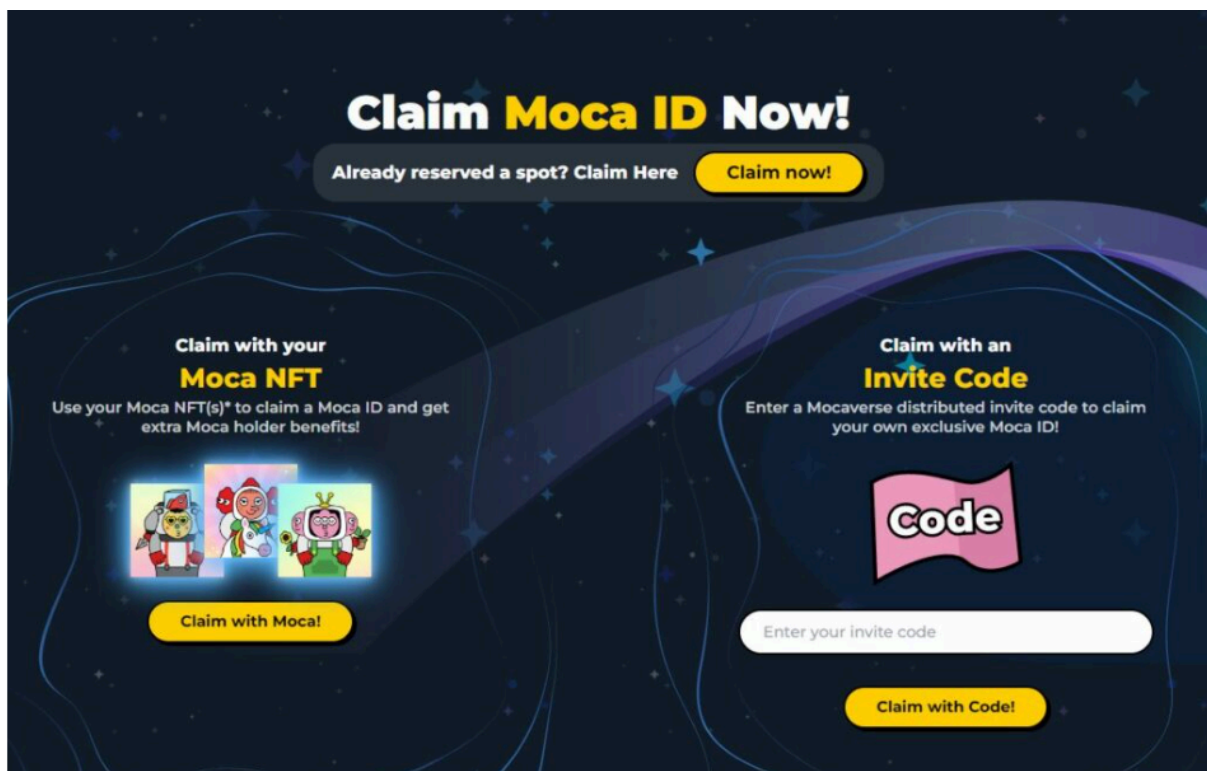 Claim Moca ID Now!
Already reserved a spot? Claim Here
Claim now!
Claim with your
Moca NFT
Use your Moca NFT(s)* to claim a Moca ID and get
extra Moca holder benefits!
Claim with Moca!
Claim with an
Invite Code
Enter a Mocaverse distributed invite code to claim
your own exclusive Moca ID!
Code
Enter your invite code
Claim with Code!